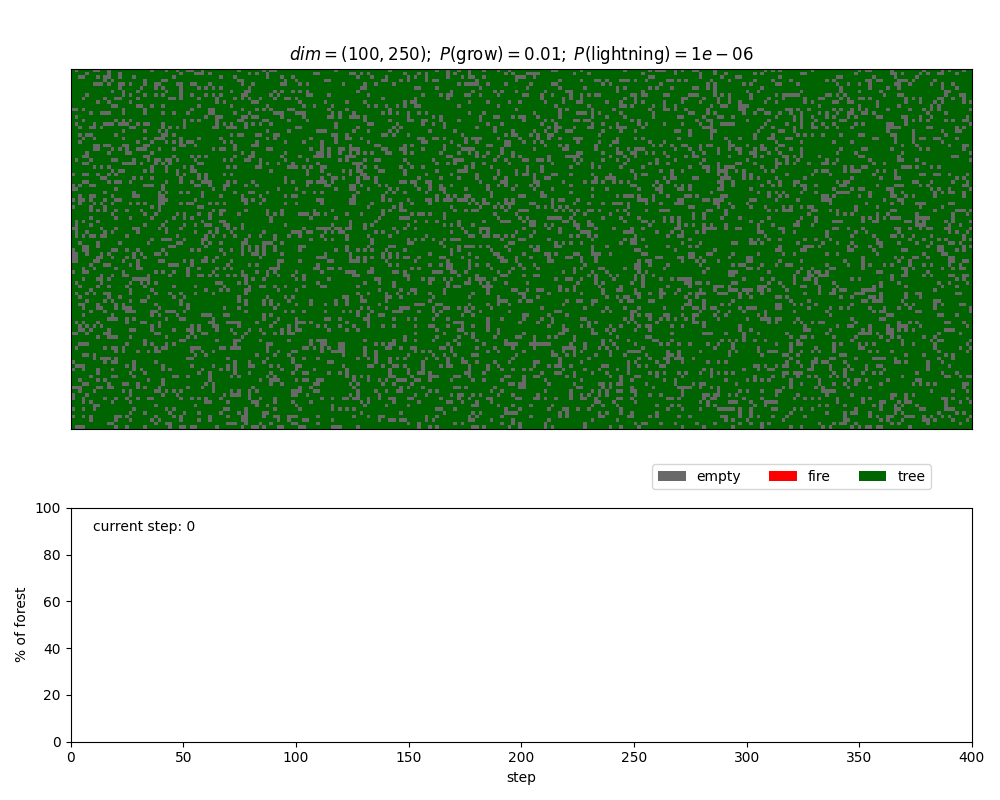 dim = (100, 250); P(grow) = 0.01; P(lightning) = 1e − 06
empty fire tree
100
current step: 0
80
60
40
20
0
% of forest
0 50 100 150 200 250 300 350 400
step